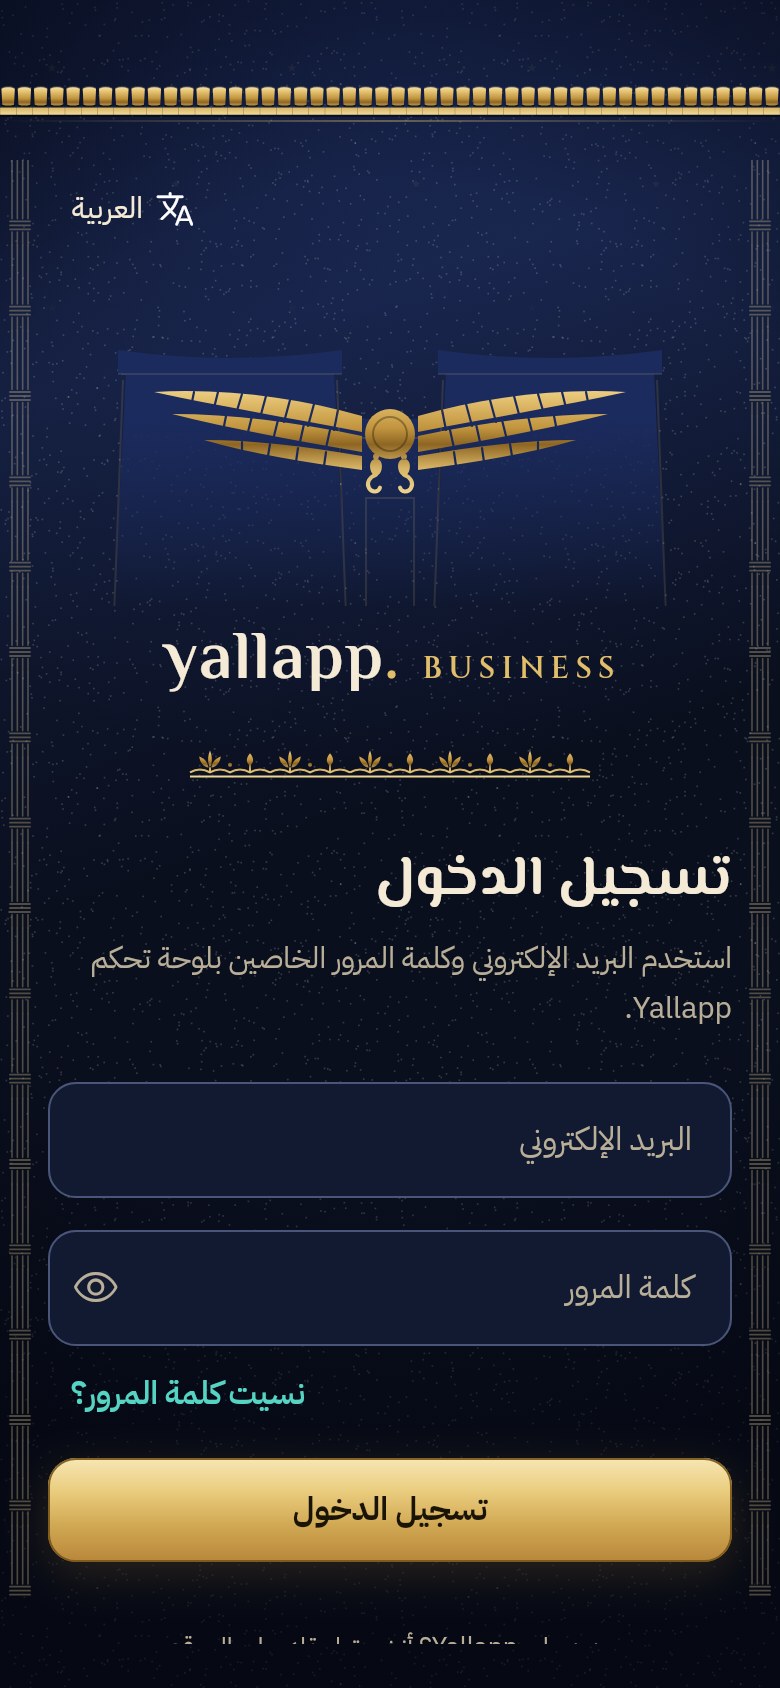 العربية
yallapp. BUSINESS
تسجيل الدخول
استخدم البريد الإلكتروني وكلمة المرور الخاصين بلوحة تحكم
Yallapp.
البريد الإلكتروني
كلمة المرور
نسيت كلمة المرور؟
تسجيل الدخول
Yallapp؟